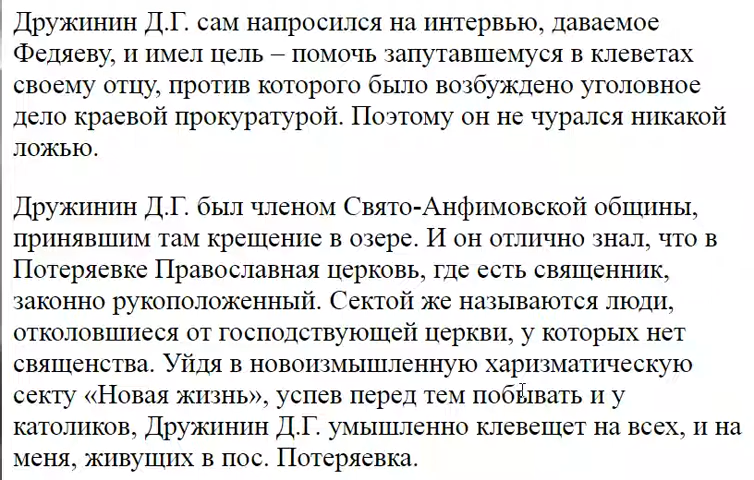 Дружинин Д.Г. сам напросился на интервью, даваемое
Федяеву, и имел цель – помочь запутавшемуся в клеветах
своему отцу, против которого было возбуждено уголовное
дело краевой прокуратурой. Поэтому он не чурался никакой
ложью.
Дружинин Д.Г. был членом Свято-Анфимовской общины,
принявшим там крещение в озере. И он отлично знал, что в
Потеряевке Православная церковь, где есть священник,
законно рукоположенный. Сектой же называются люди,
отколовшиеся от господствующей церкви, у которых нет
священства. Уйдя в новоизмышленную харизматическую
секту «Новая жизнь», успев перед тем побывать и у
католиков, Дружинин Д.Г. умышленно клевещет на всех, и на
меня, живущих в пос. Потеряевка.